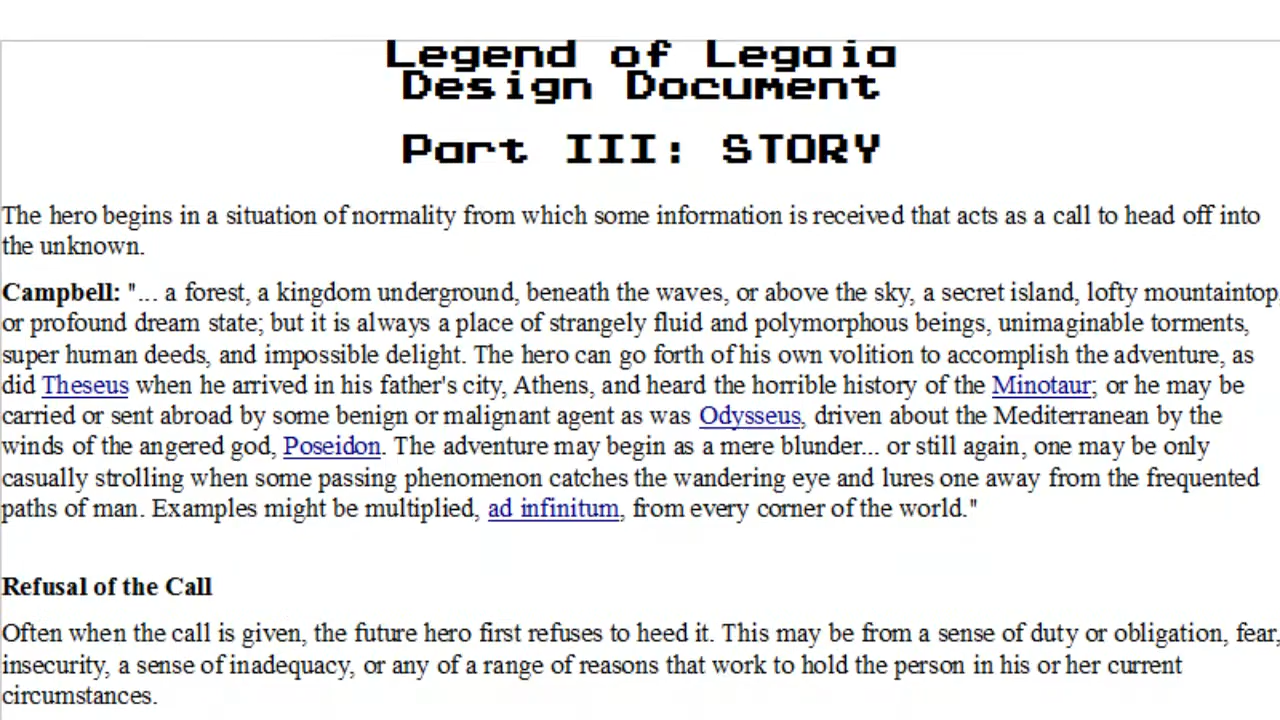 Legend of Legaia
Design Document
Part III: STORY
The hero begins in a situation of normality from which some information is received that acts as a call to head off into
the unknown.
Campbell: "... a forest, a kingdom underground, beneath the waves, or above the sky, a secret island, lofty mountaintop,
or profound dream state; but it is always a place of strangely fluid and polymorphous beings, unimaginable torments,
super human deeds, and impossible delight. The hero can go forth of his own volition to accomplish the adventure, as
did Theseus when he arrived in his father's city, Athens, and heard the horrible history of the Minotaur; or he may be
carried or sent abroad by some benign or malignant agent as was Odysseus, driven about the Mediterranean by the
winds of the angered god, Poseidon. The adventure may begin as a mere blunder... or still again, one may be only
casually strolling when some passing phenomenon catches the wandering eye and lures one away from the frequented
paths of man. Examples might be multiplied, ad infinitum, from every corner of the world."
Refusal of the Call
Often when the call is given, the future hero first refuses to heed it. This may be from a sense of duty or obligation, fear,
insecurity, a sense of inadequacy, or any of a range of reasons that work to hold the person in his or her current
circumstances.